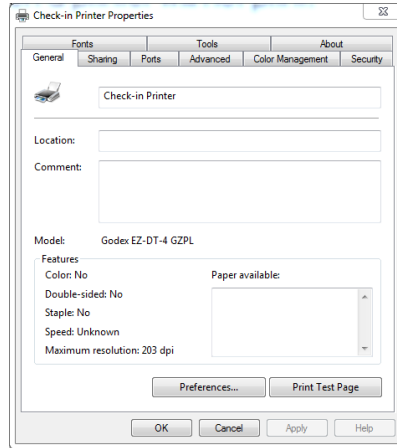 Check-in Printer Properties
Fonts Tools About
General Sharing Ports Advanced Color Management Security
Check-in Printer
Location:
Comment:
Model: Godex EZ-DT-4 GZPL
Features
Color: No Paper available:
Double-sided: No
Staple: No
Speed: Unknown
Maximum resolution: 203 dpi
Preferences... Print Test Page
OK Cancel Apply Help